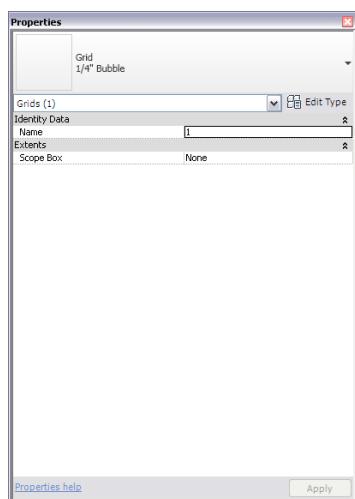 Properties
Grid
1/4" Bubble
Grids (1)
Edit Type
Identity Data
Name 1
Extents
Scope Box None
Properties help
Apply